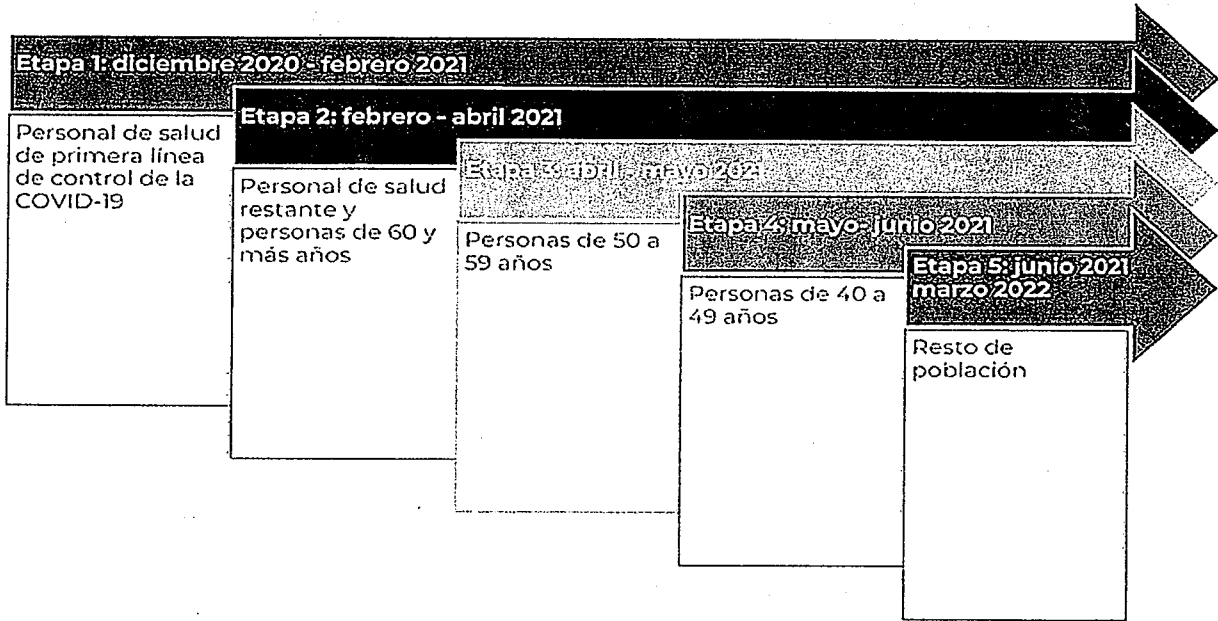 Etapa 1: diciembre 2020 - febrero 2021
Personal de salud
de primera línea
de control de la
COVID-19
Etapa 2: febrero - abril 2021
Personal de salud
restante y
personas de 60 y
más años
Etapa 3: abril - mayo 2021
Personas de 50 a
59 años
Etapa 4: mayo- junio 2021
Personas de 40 a
49 años
Etapa 5: junio 2021
marzo 2022
Resto de
población